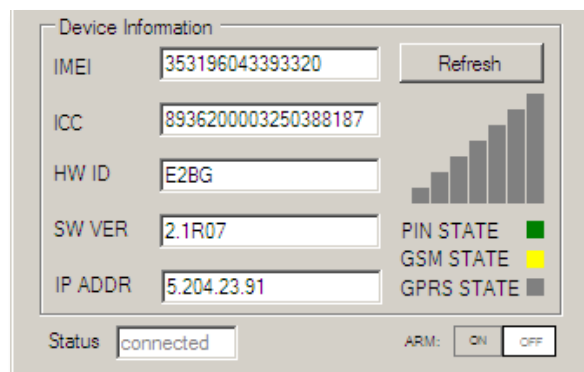 Device Information
IMEI 353196043393320 Refresh
ICC 8936200003250388187
HW ID E2BG
SW VER 2.1R07 PIN STATE
GSM STATE
IP ADDR 5.204.23.91 GPRS STATE
Status connected ARM: ON OFF